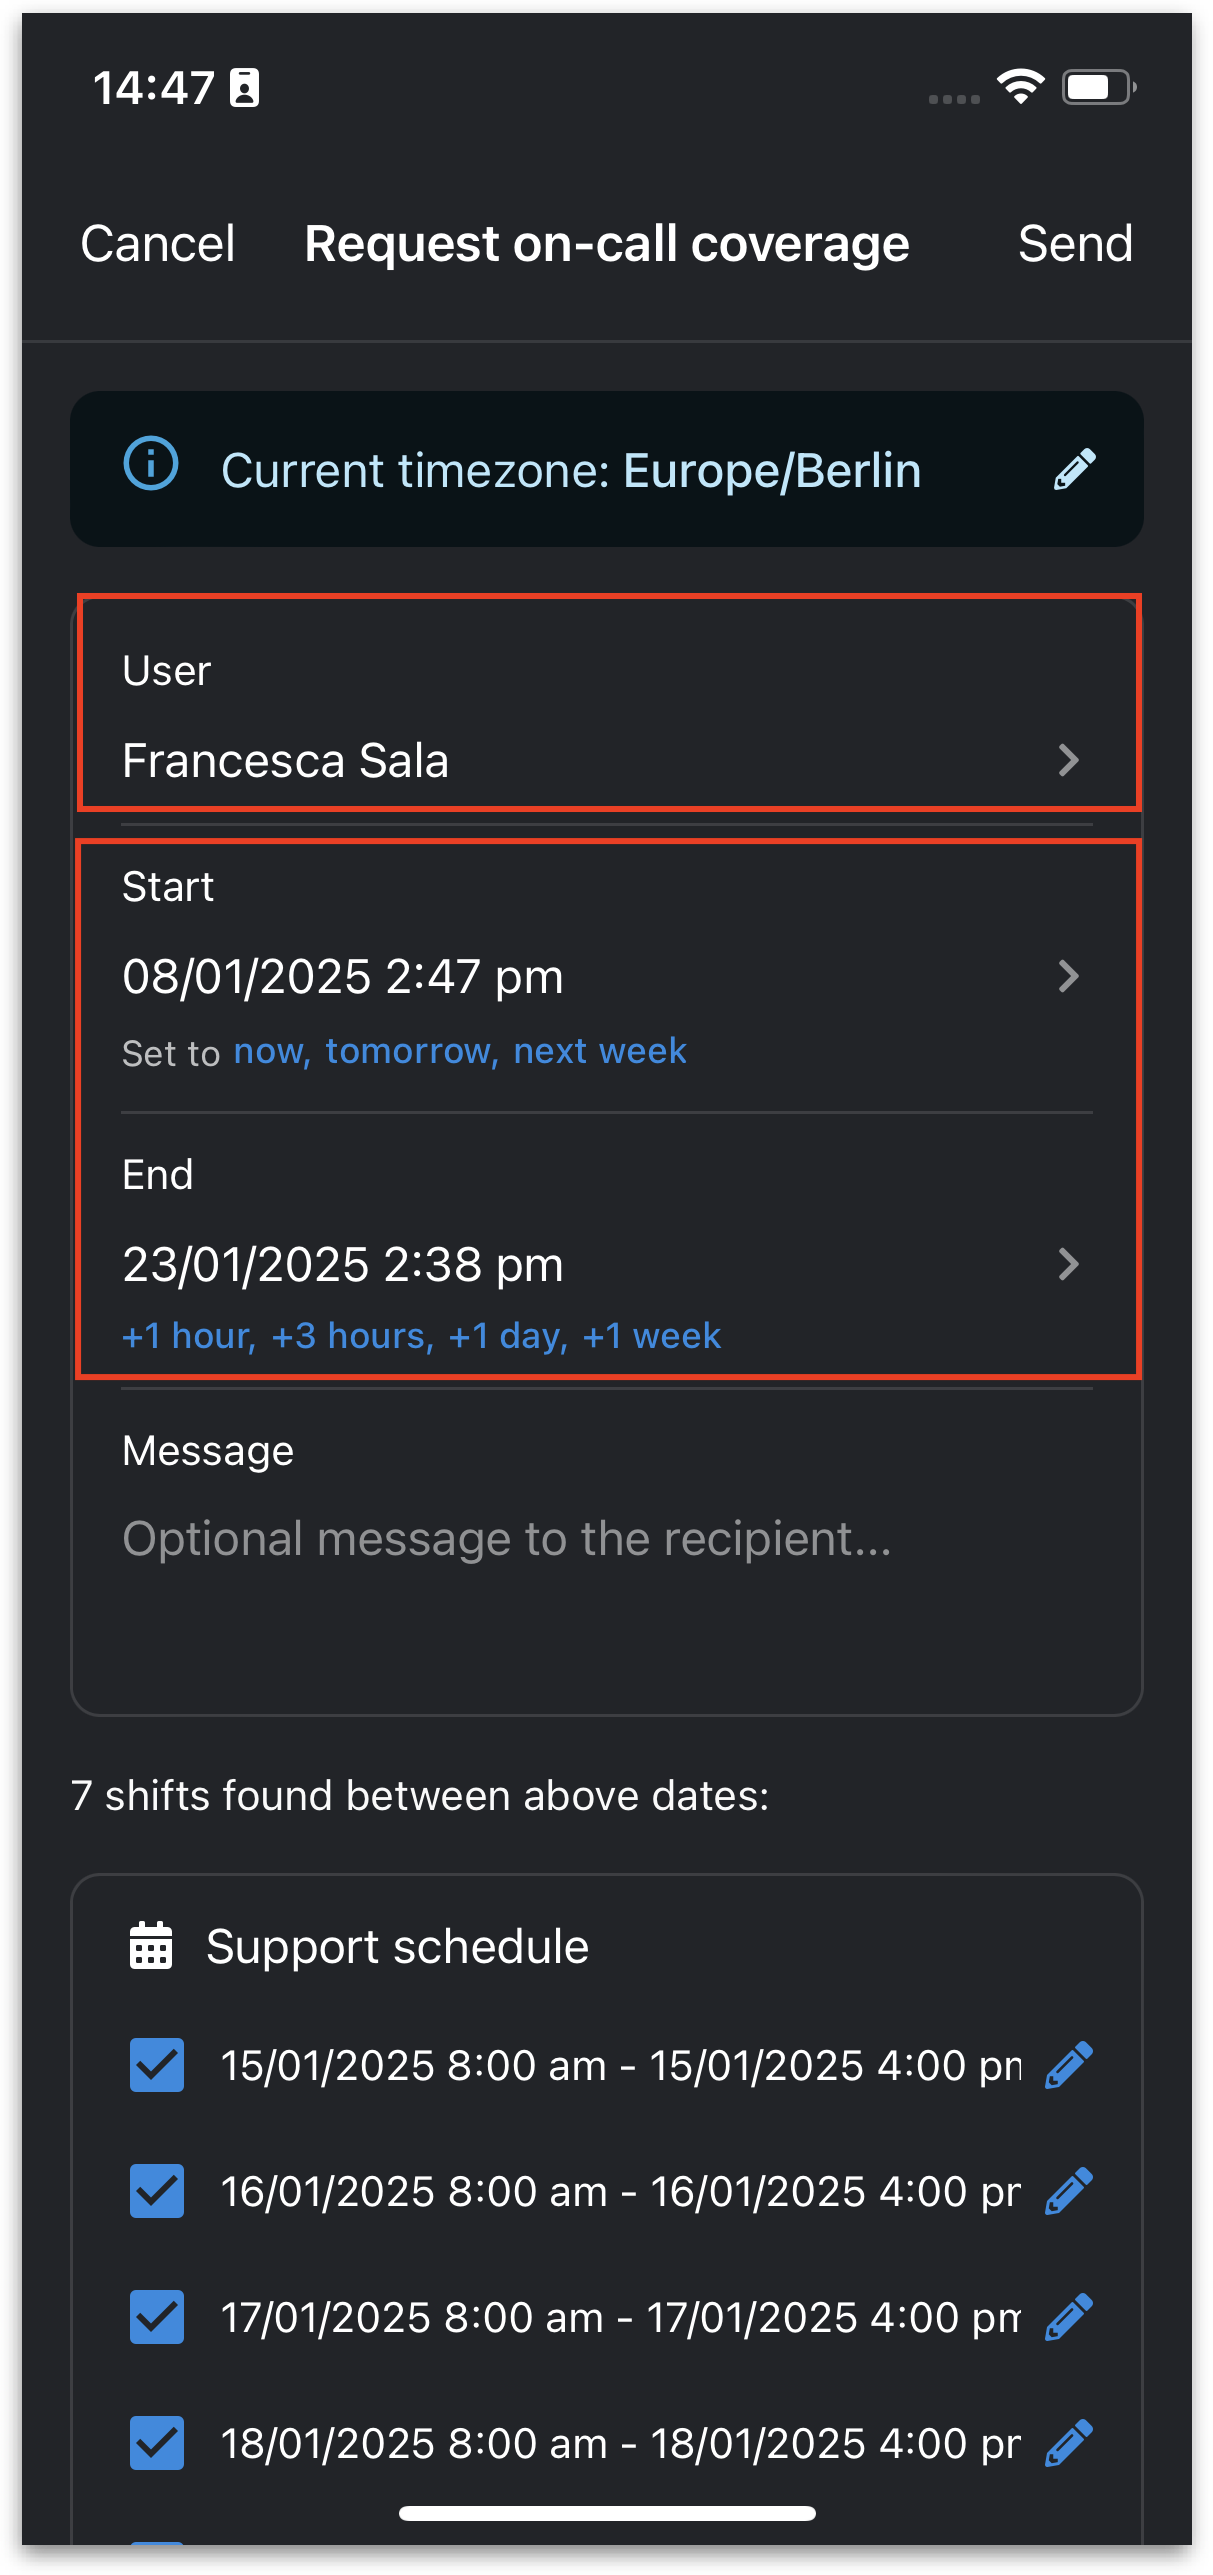 14:47
Cancel Request on-call coverage Send
Current timezone: Europe/Berlin
User
Francesca Sala
Start
08/01/2025 2:47 pm
Set to now, tomorrow, next week
End
23/01/2025 2:38 pm
+1 hour, +3 hours, +1 day, +1 week
Message
Optional message to the recipient...
7 shifts found between above dates:
Support schedule
15/01/2025 8:00 am - 15/01/2025 4:00 pm
16/01/2025 8:00 am - 16/01/2025 4:00 pm
17/01/2025 8:00 am - 17/01/2025 4:00 pm
18/01/2025 8:00 am - 18/01/2025 4:00 pm